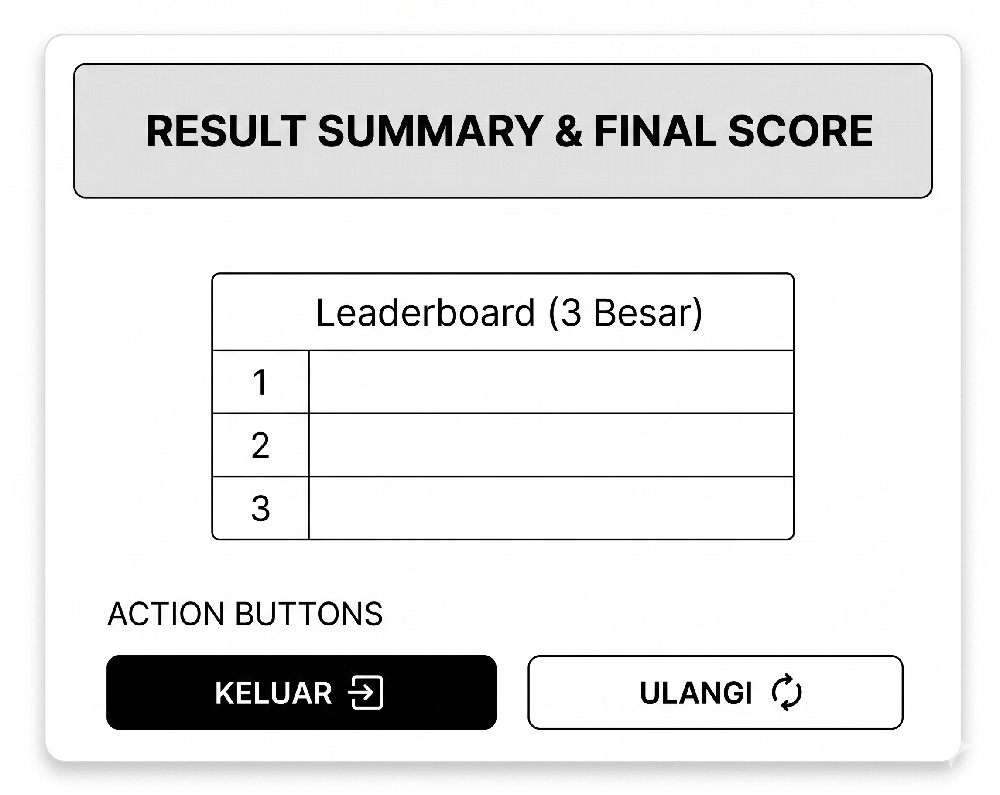 RESULT SUMMARY & FINAL SCORE
Leaderboard (3 Besar)
1
2
3
ACTION BUTTONS
KELUAR
ULANGI